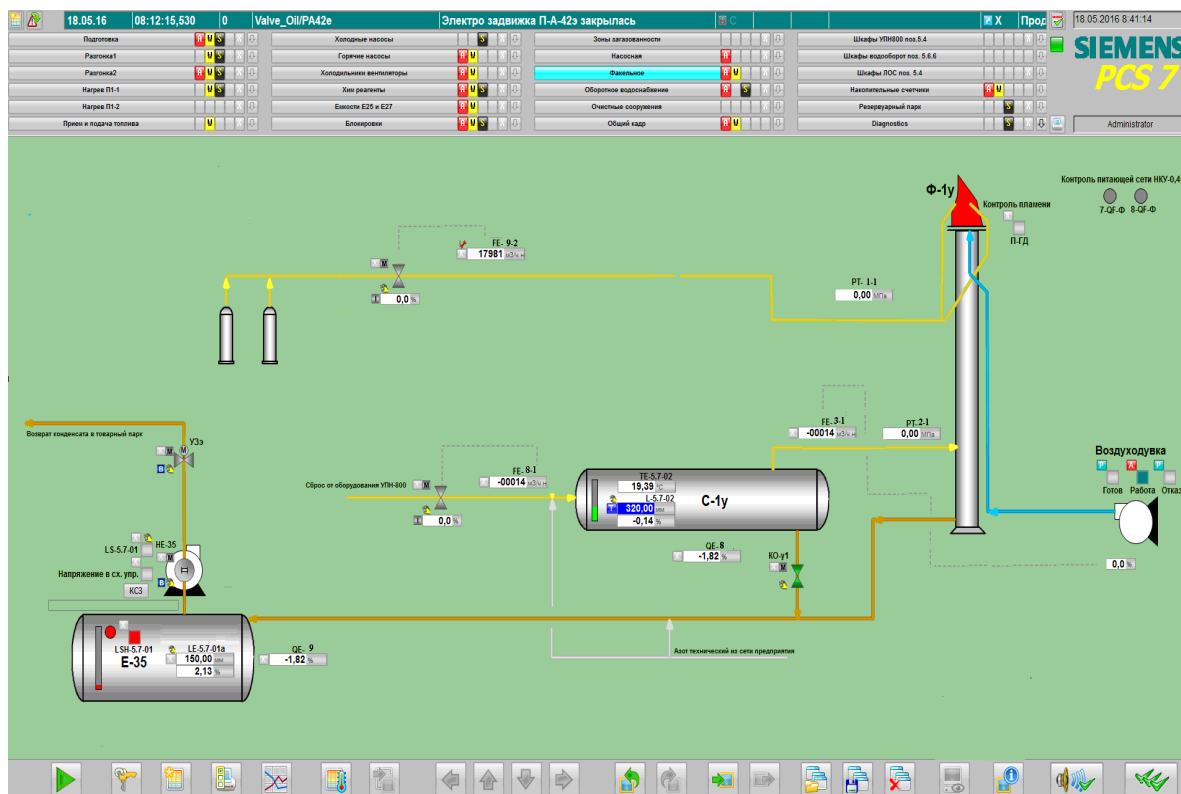 18.05.16 08:12:15,530 0 Valve_Oil/PA42e Электро задвижка П-А-42э закрылась C X Прод 18.05.2016 8:41:14
Подготовка A W S X Холодные насосы S X Зоны загазованности X Шкафы УПН800 поз.5.4 X
Разгонка1 W S X Горячие насосы A W X Насосная A X Шкафы водооборот поз. 5.6.6 X
Разгонка2 A W S X Холодильники вентиляторы A W X Факельное A W X Шкафы ЛОС поз. 5.4 X
Нагрев П1-1 W S X Хим реагенты A W S X Оборотное водоснабжение A S X Накопительные счетчики A W X
Нагрев П1-2 X Емкости Е25 и Е27 A W X Очистные сооружения X Резервуарный парк S X
Прием и подача топлива W X Блокировки A W S X Общий кадр A W X Diagnostics S X
SIEMENS
PCS 7
Administrator
Ф-1у
Контроль питающей сети НКУ-0,4
7-QF-Ф 8-QF-Ф
Контроль пламени
П-ГД
FE- 9-2
17981 м3/ч н
M
I 0,0 %
РТ- 1-1
0,00 МПа
Возврат конденсата в товарный парк
УЗэ
M
M
B
FE-3-1
-00014 м3/ч н
РТ.2-1
0,00 МПа
FE- 8-1
-00014 м3/ч н
Сброс от оборудования УПН-800
M
I 0,0 %
TE-5.7-02
19,39 °C
L-5.7-02
T 320,00 мм
-0,14 %
С-1у
Воздуходувка
P A P
Готов Работа Отказ
0,0 %
LS-5.7-01
НЕ-35
M
H
Напряжение в сх. упр.
B
КСЗ
QE- 8
-1,82 %
КО-у1
M
LSH-5.7-01
Е-35
LE-5.7-01а
150,00 мм
2,13 %
QE- 9
-1,82 %
Азот технический из сети предприятия